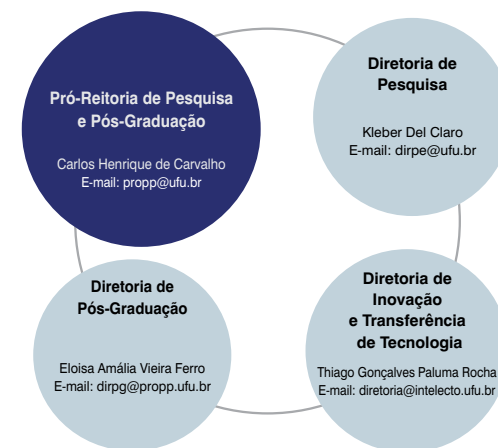 Pró-Reitoria de Pesquisa
e Pós-Graduação
Carlos Henrique de Carvalho
E-mail: propp@ufu.br
Diretoria de
Pesquisa
Kleber Del Claro
E-mail: dirpe@ufu.br
Diretoria de
Pós-Graduação
Eloisa Amália Vieira Ferro
E-mail: dirpg@propp.ufu.br
Diretoria de
Inovação
e Transferência
de Tecnologia
Thiago Gonçalves Paluma Rocha
E-mail: diretoria@intelecto.ufu.br